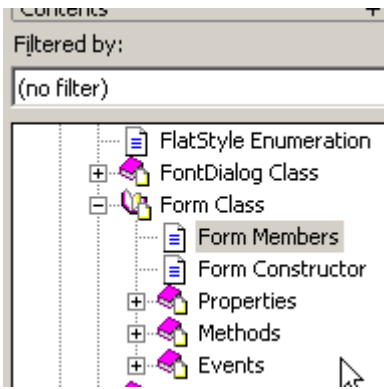 Contents
Filtered by:
(no filter)
FlatStyle Enumeration
FontDialog Class
Form Class
Form Members
Form Constructor
Properties
Methods
Events